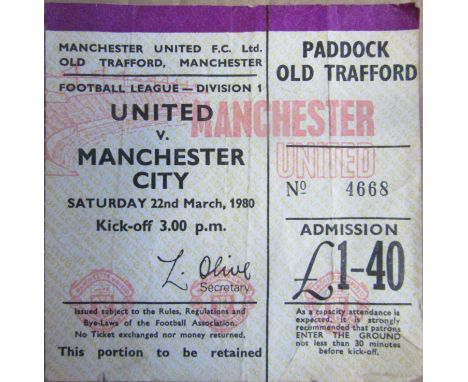 MANCHESTER UNITED F.C. Ltd.
OLD TRAFFORD, MANCHESTER
FOOTBALL LEAGUE — DIVISION 1
UNITED
v.
MANCHESTER
CITY
SATURDAY 22nd March, 1980
Kick-off 3.00 p.m.
L. Olive
Secretary
Issued subject to the Rules, Regulations and
Bye-Laws of the Football Association.
No Ticket exchanged nor money returned.
This portion to be retained
PADDOCK
OLD TRAFFORD
MANCHESTER
UNITED
Nº 4668
ADMISSION
£1-40
As a capacity attendance is
expected, it is strongly
recommended that patrons
ENTER THE GROUND
not less than 30 minutes
before kick-off.